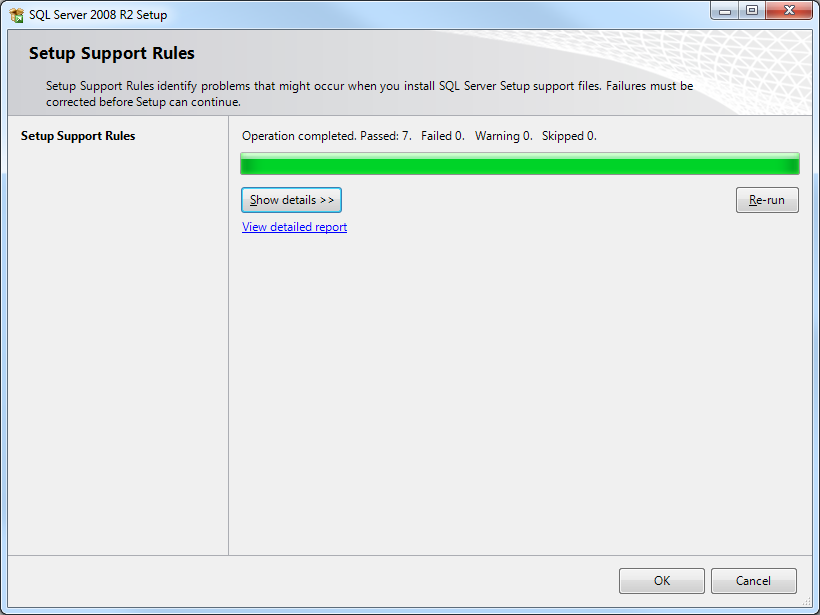 SQL Server 2008 R2 Setup
Setup Support Rules
Setup Support Rules identify problems that might occur when you install SQL Server Setup support files. Failures must be
corrected before Setup can continue.
Setup Support Rules
Operation completed. Passed: 7.   Failed 0.   Warning 0.   Skipped 0.
Show details >>
Re-run
View detailed report
OK
Cancel